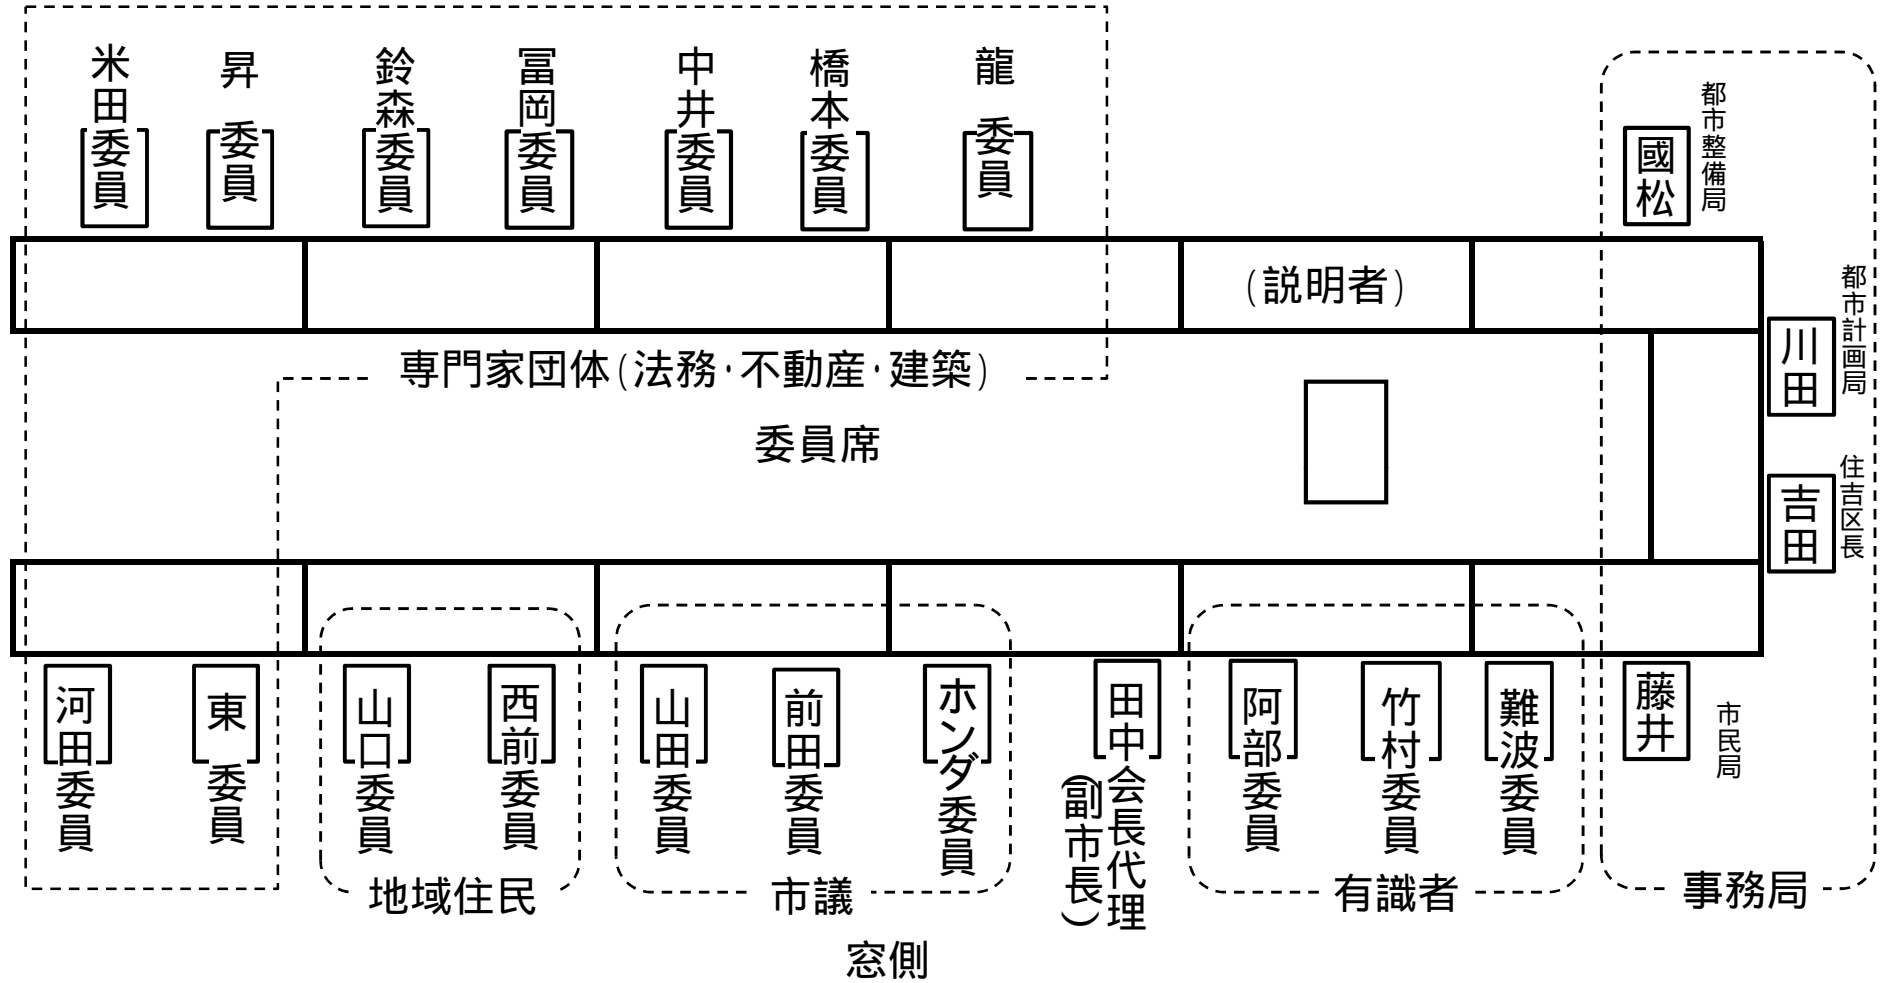 米田委員
昇 委員
鈴森委員
冨岡委員
中井委員
橋本委員
龍 委員
國松
都市整備局
(説明者)
川田
都市計画局
専門家団体(法務・不動産・建築)
委員席
吉田
住吉区長
河田委員
東 委員
山口委員
西前委員
山田委員
前田委員
ホンダ委員
田中会長代理
(副市長)
阿部委員
竹村委員
難波委員
藤井
市民局
地域住民
市議
有識者
事務局
窓側